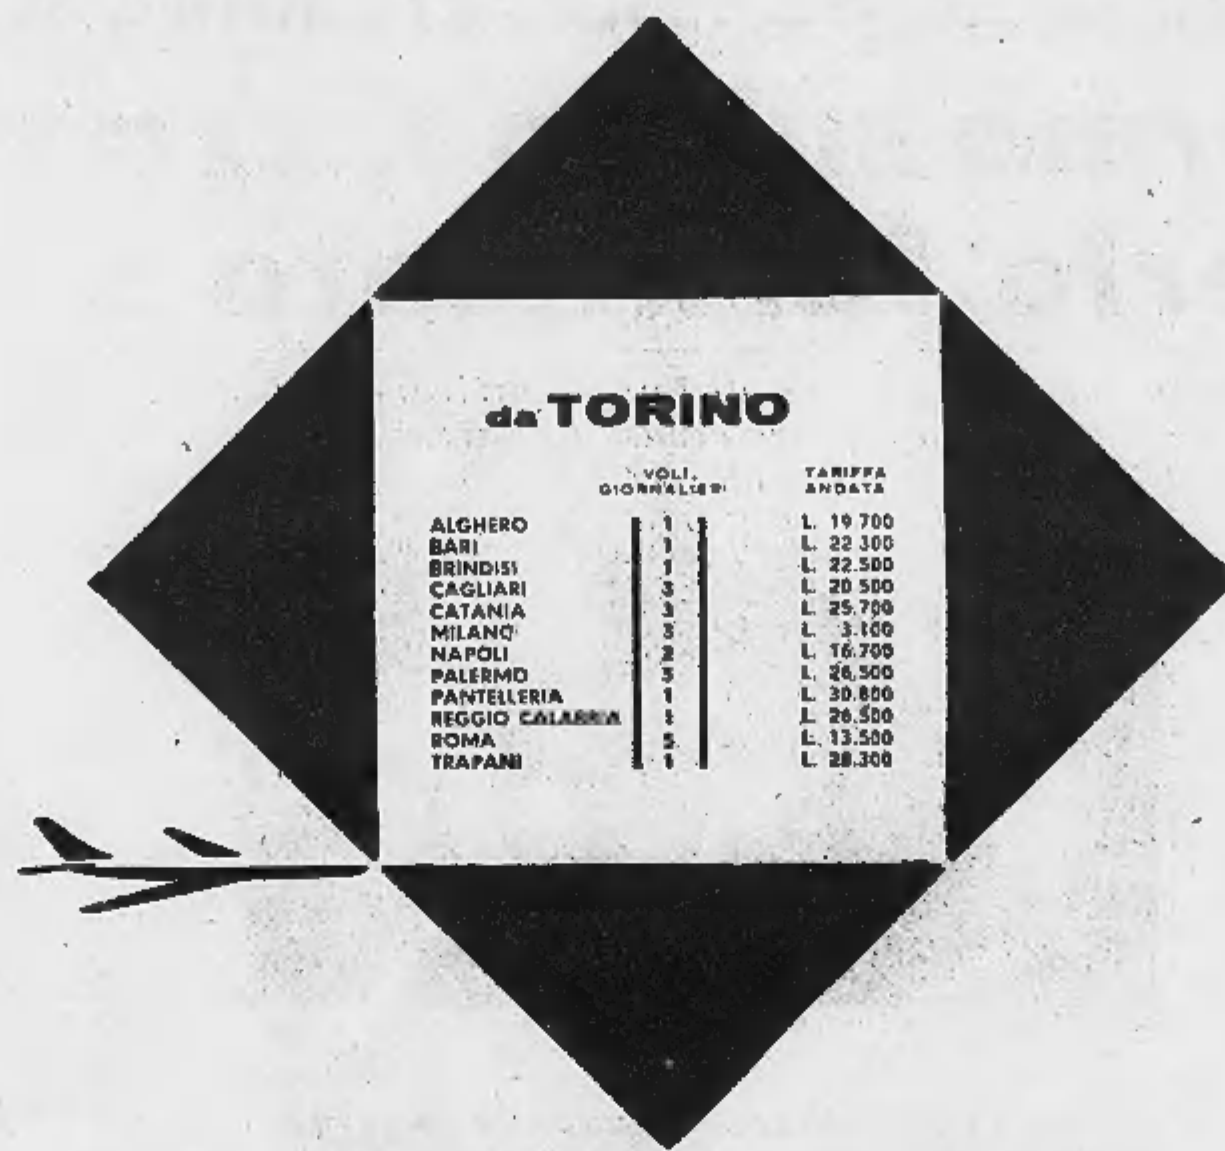 da TORINO
VOLI GIORNALIERI TARIFFA ANDATA
ALGHERO 1 L. 19.700
BARI 1 L. 22.300
BRINDISI 1 L. 22.500
CAGLIARI 3 L. 20.500
CATANIA 3 L. 25.700
MILANO 3 L. 3.100
NAPOLI 2 L. 16.700
PALERMO L. 26.500
PANTELLERIA 1 L. 30.800
REGGIO CALABRIA 1 L. 26.500
ROMA L. 13.500
TRAPANI 1 L. 28.300